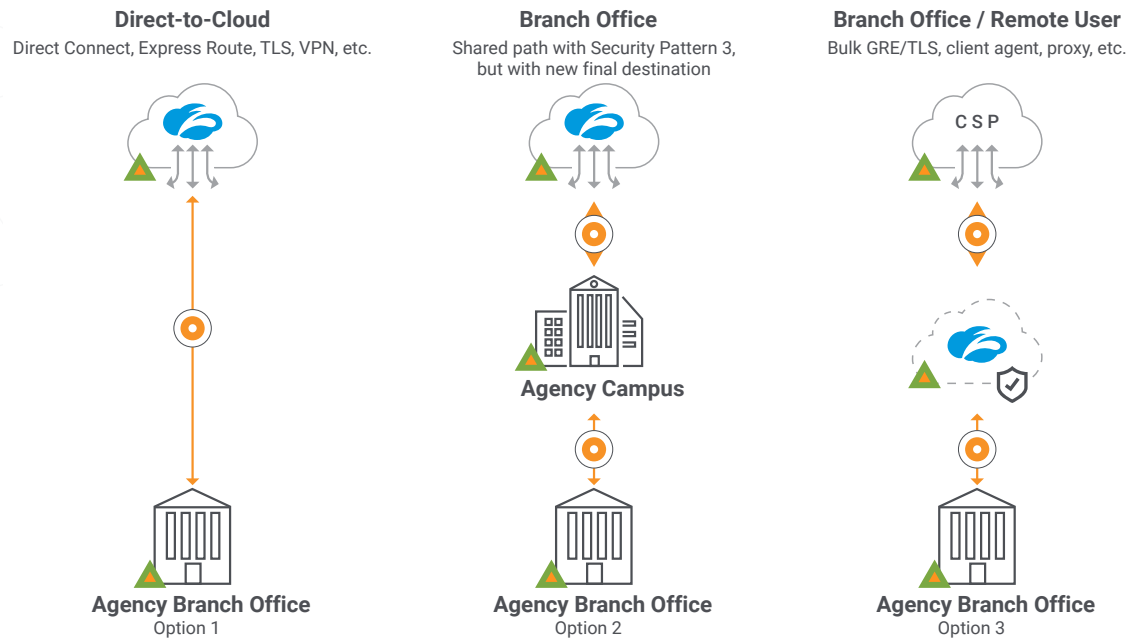 Direct-to-Cloud
Direct Connect, Express Route, TLS, VPN, etc.
Agency Branch Office
Option 1
Branch Office
Shared path with Security Pattern 3,
but with new final destination
Agency Campus
Agency Branch Office
Option 2
Branch Office / Remote User
Bulk GRE/TLS, client agent, proxy, etc.
CSP
Agency Branch Office
Option 3